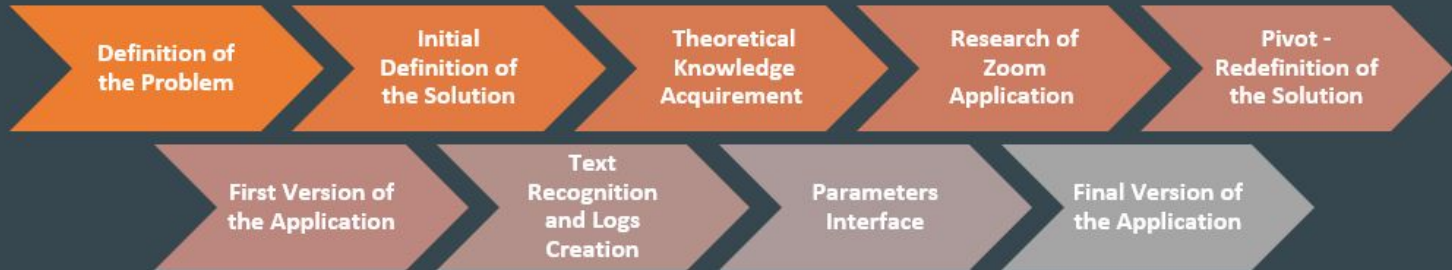 Definition of
the Problem
Initial
Definition of
the Solution
Theoretical
Knowledge
Acquirement
Research of
Zoom
Application
Pivot -
Redefinition of
the Solution
First Version of
the Application
Text
Recognition
and Logs
Creation
Parameters
Interface
Final Version of
the Application